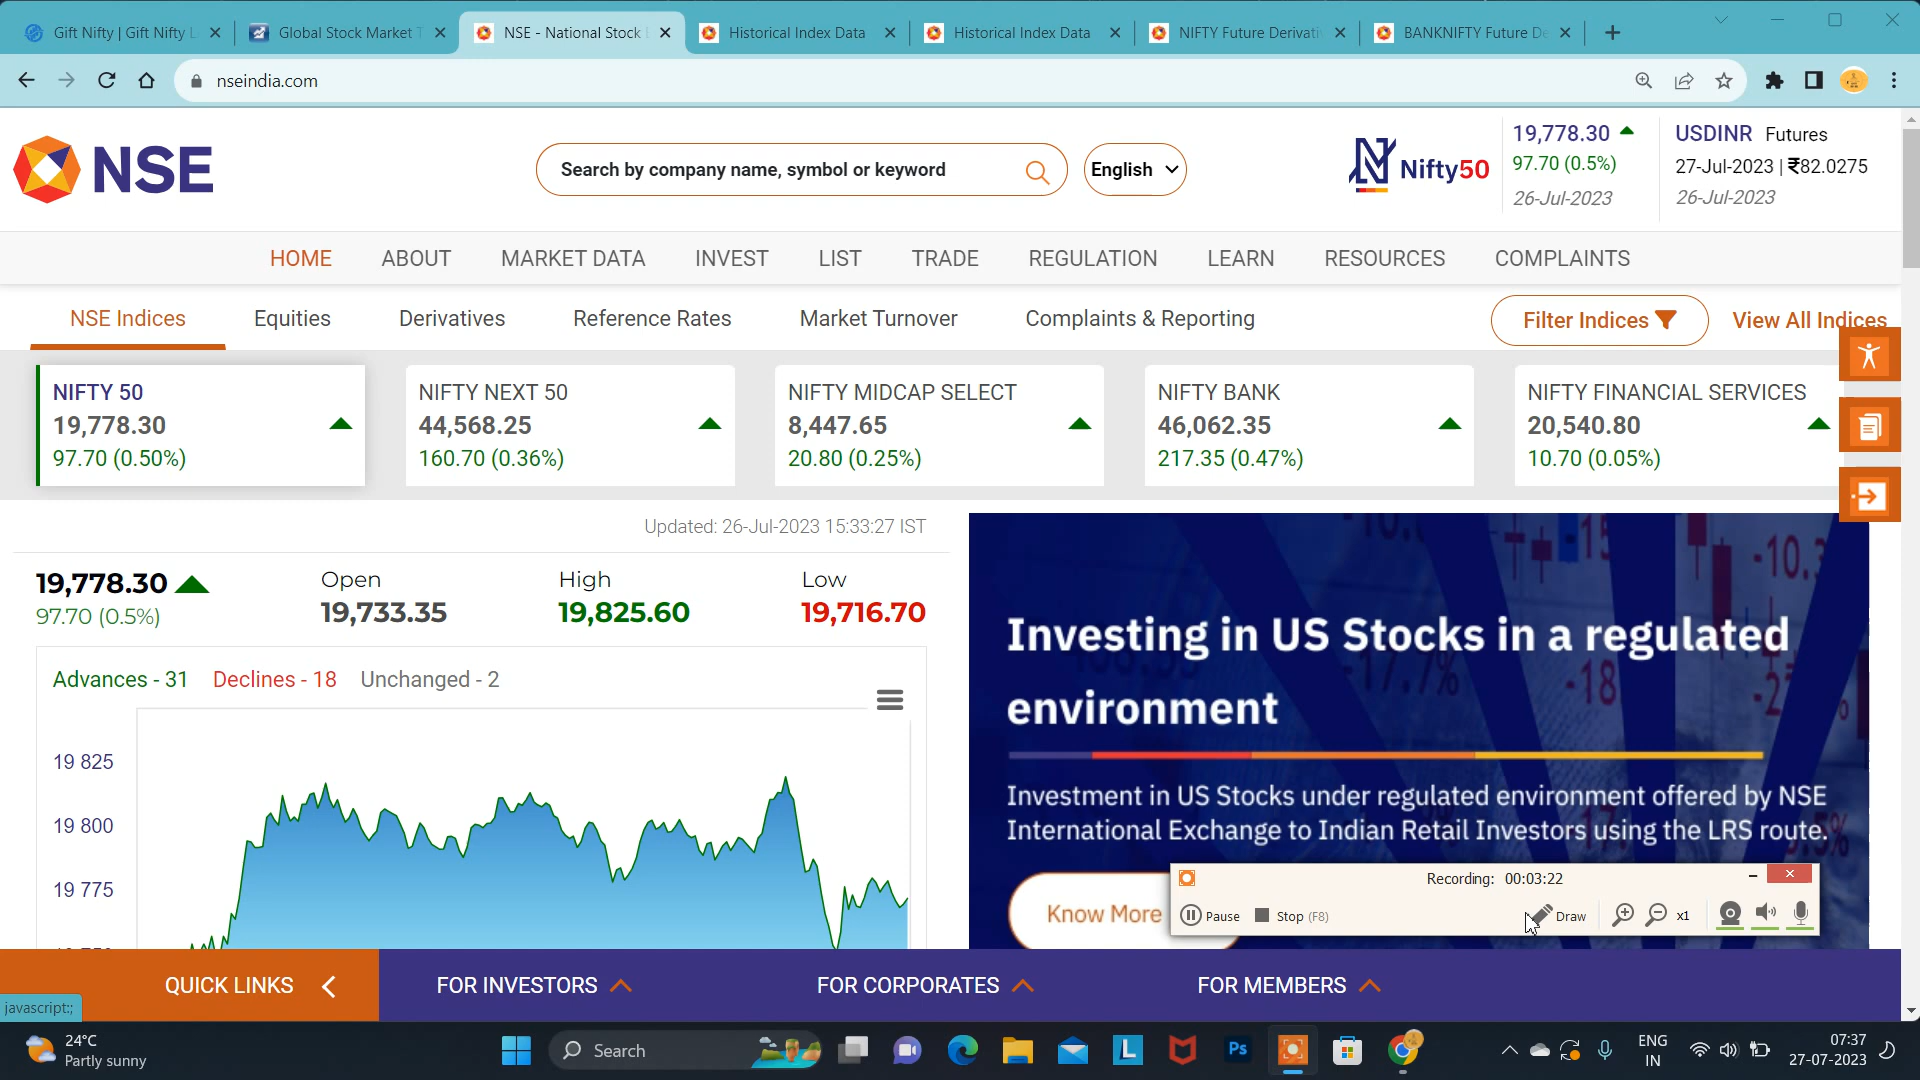 Gift Nifty | Gift Nifty L
Global Stock Market T
NSE - National Stock E
Historical Index Data
Historical Index Data
NIFTY Future Derivati
BANKNIFTY Future De
nseindia.com
NSE
Search by company name, symbol or keyword
English
Nifty50
19,778.30
97.70 (0.5%)
26-Jul-2023
USDINR Futures
27-Jul-2023 | ₹82.0275
26-Jul-2023
HOME ABOUT MARKET DATA INVEST LIST TRADE REGULATION LEARN RESOURCES COMPLAINTS
NSE Indices Equities Derivatives Reference Rates Market Turnover Complaints & Reporting Filter Indices View All Indices
NIFTY 50
19,778.30
97.70 (0.50%)
NIFTY NEXT 50
44,568.25
160.70 (0.36%)
NIFTY MIDCAP SELECT
8,447.65
20.80 (0.25%)
NIFTY BANK
46,062.35
217.35 (0.47%)
NIFTY FINANCIAL SERVICES
20,540.80
10.70 (0.05%)
Updated: 26-Jul-2023 15:33:27 IST
19,778.30
97.70 (0.5%)
Open
19,733.35
High
19,825.60
Low
19,716.70
Advances - 31 Declines - 18 Unchanged - 2
19 825
19 800
19 775
Investing in US Stocks in a regulated
environment
Investment in US Stocks under regulated environment offered by NSE
International Exchange to Indian Retail Investors using the LRS route.
Know More
Recording: 00:03:22
Pause Stop (F8) Draw x1
QUICK LINKS FOR INVESTORS FOR CORPORATES FOR MEMBERS
javascript:;
24°C
Partly sunny
Search
L
Ps
ENG
IN
07:37
27-07-2023